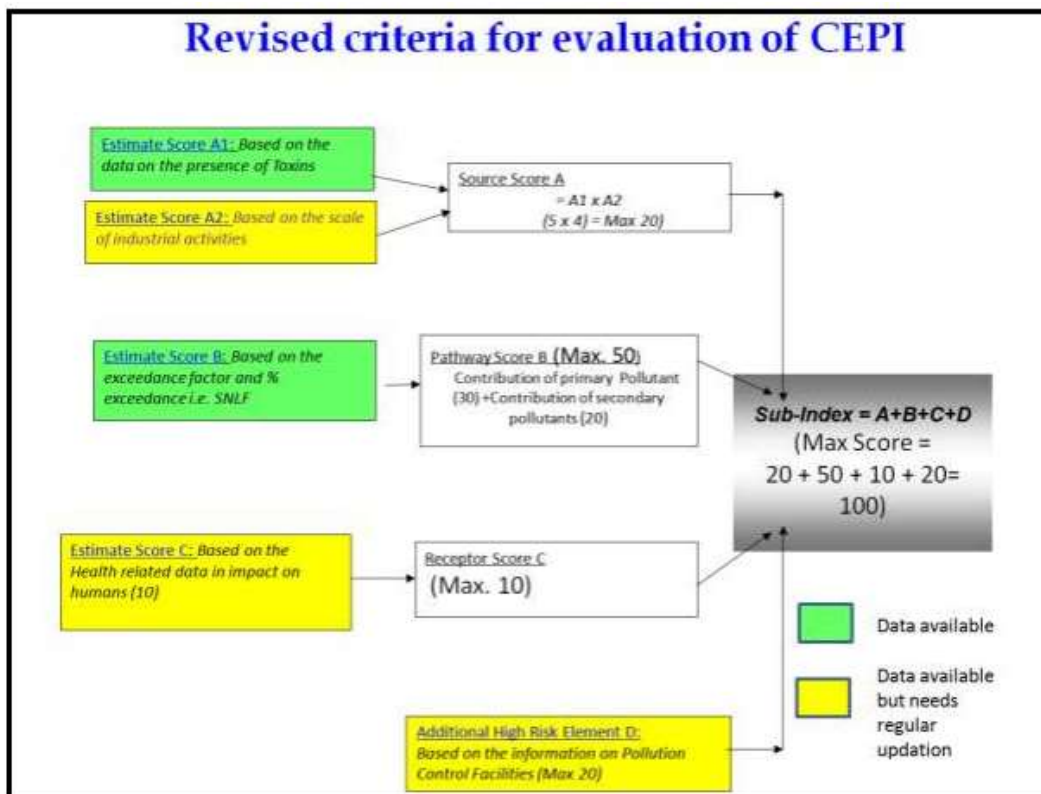 Revised criteria for evaluation of CEPI
Estimate Score A1: Based on the
data on the presence of Toxins
Estimate Score A2: Based on the scale
of industrial activities
Source Score A
= A1 x A2
(5 x 4) = Max 20)
Estimate Score B: Based on the
exceedance factor and %
exceedance i.e. SNLF
Pathway Score B (Max. 50)
Contribution of primary Pollutant
(30) +Contribution of secondary
pollutants (20)
Sub-Index = A+B+C+D
(Max Score =
20 + 50 + 10 + 20=
100)
Estimate Score C: Based on the
Health related data in impact on
humans (10)
Receptor Score C
(Max. 10)
Data available
Data available
but needs
regular
updation
Additional High Risk Element D:
Based on the information on Pollution
Control Facilities (Max 20)